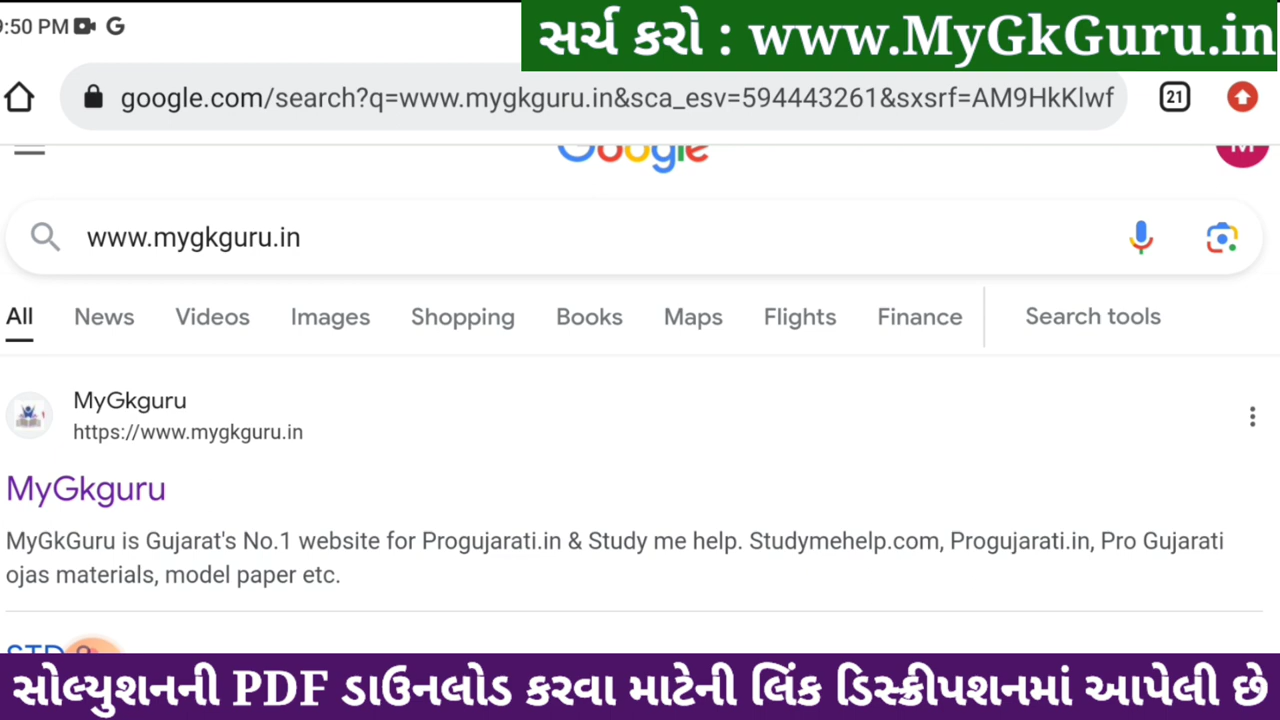 9:50 PM G
સર્ચ કરો : www.MyGkGuru.in
google.com/search?q=www.mygkguru.in&sca_esv=594443261&sxsrf=AM9HkKlwf
21
Google
M
www.mygkguru.in
All News Videos Images Shopping Books Maps Flights Finance Search tools
MyGkguru
https://www.mygkguru.in
MyGkguru
MyGkGuru is Gujarat's No.1 website for Progujarati.in & Study me help. Studymehelp.com, Progujarati.in, Pro Gujarati
ojas materials, model paper etc.
STD
સોલ્યુશનની PDF ડાઉનલોડ કરવા માટેની લિંક ડિસ્ક્રીપશનમાં આપેલી છે